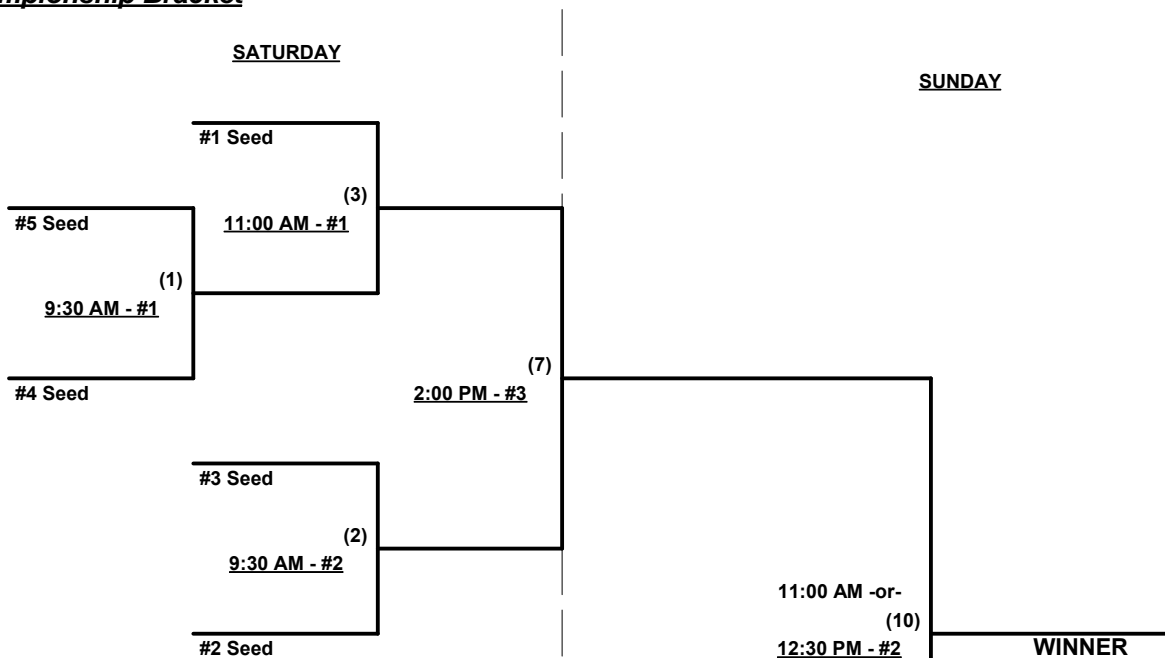 Bracket
SATURDAY
SUNDAY
#1 Seed
(3)
11:00 AM - #1
#5 Seed
(1)
9:30 AM - #1
#4 Seed
(7)
2:00 PM - #3
#3 Seed
(2)
9:30 AM - #2
#2 Seed
11:00 AM -or-
(10)
12:30 PM - #2
WINNER